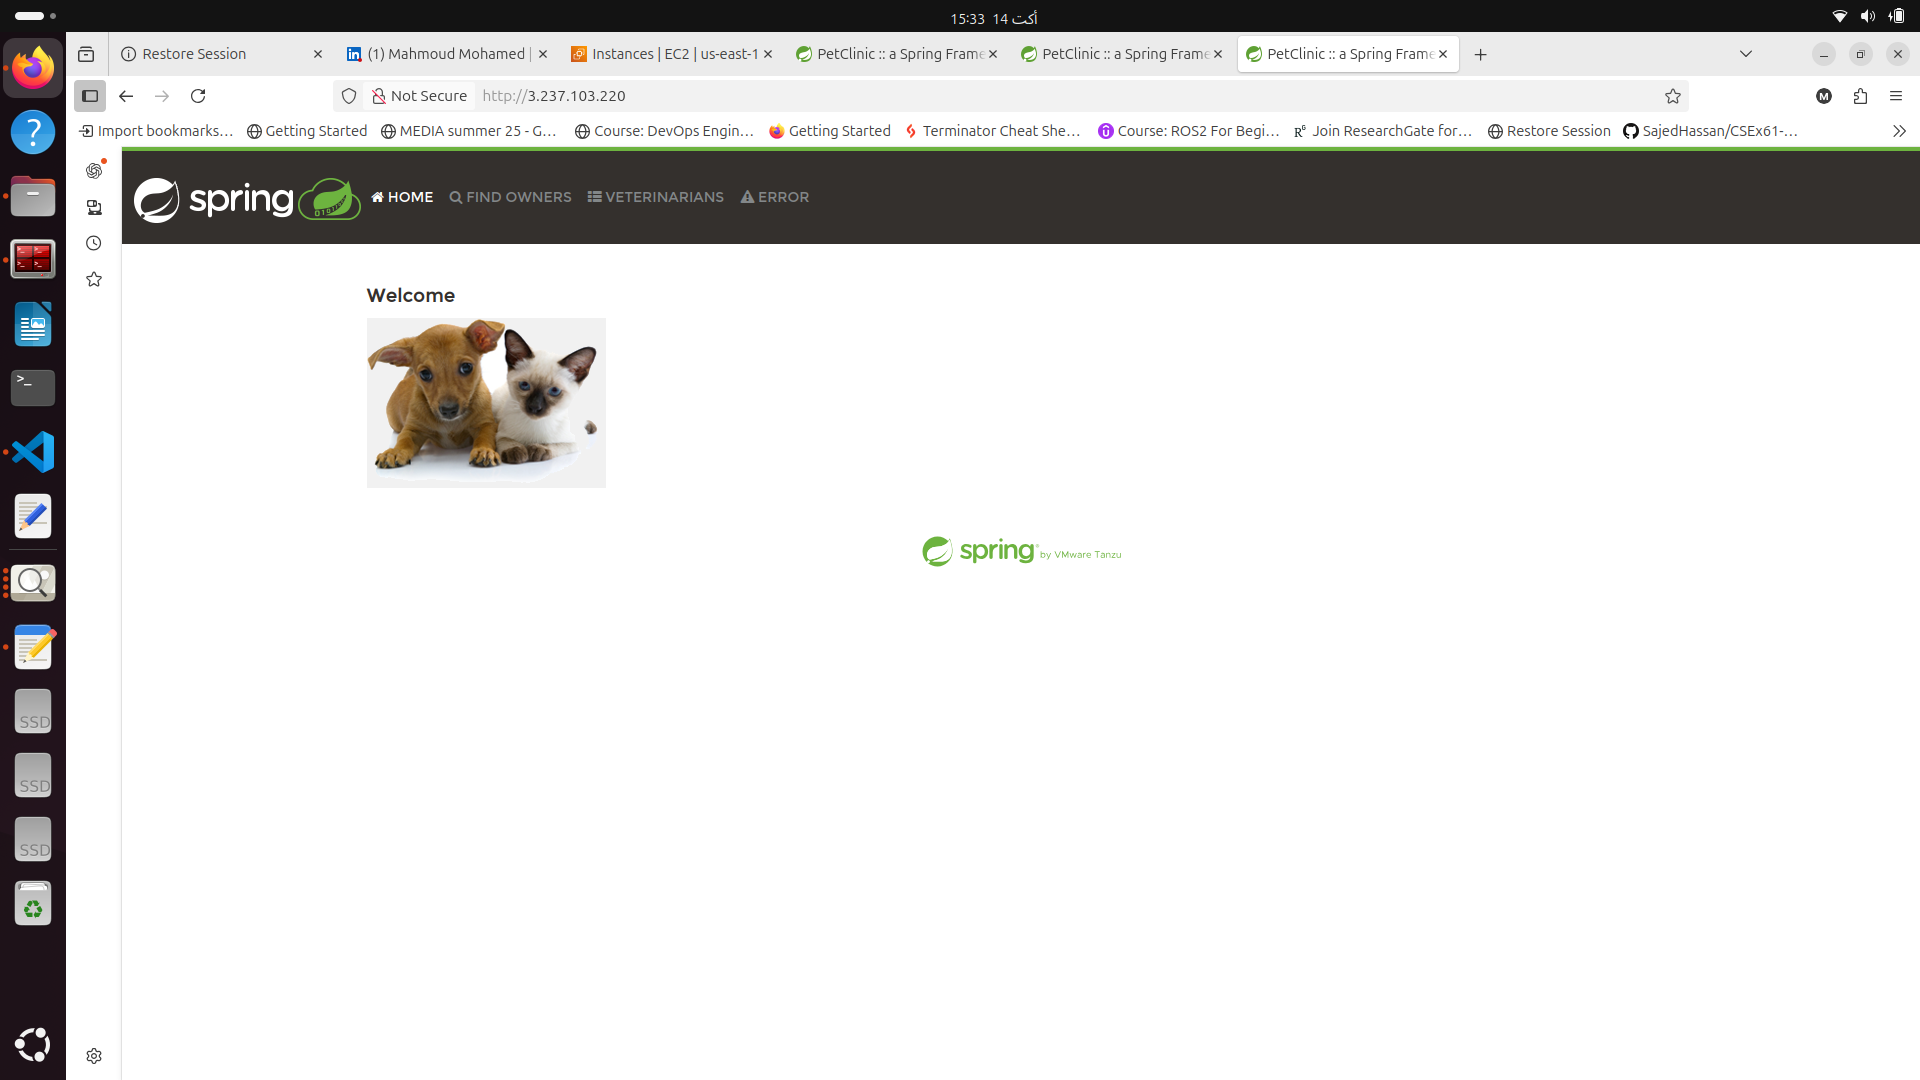 15:33 14 أكت
Restore Session
(1) Mahmoud Mohamed |
Instances | EC2 | us-east-1
PetClinic :: a Spring Frame
PetClinic :: a Spring Frame
PetClinic :: a Spring Frame
Not Secure
http://3.237.103.220
M
Import bookmarks…
Getting Started
MEDIA summer 25 - G…
Course: DevOps Engin…
Getting Started
Terminator Cheat She…
Course: ROS2 For Begi…
Join ResearchGate for…
Restore Session
SajedHassan/CSEx61-…
spring
HOME
FIND OWNERS
VETERINARIANS
ERROR
Welcome
spring by VMware Tanzu
SSD
SSD
SSD